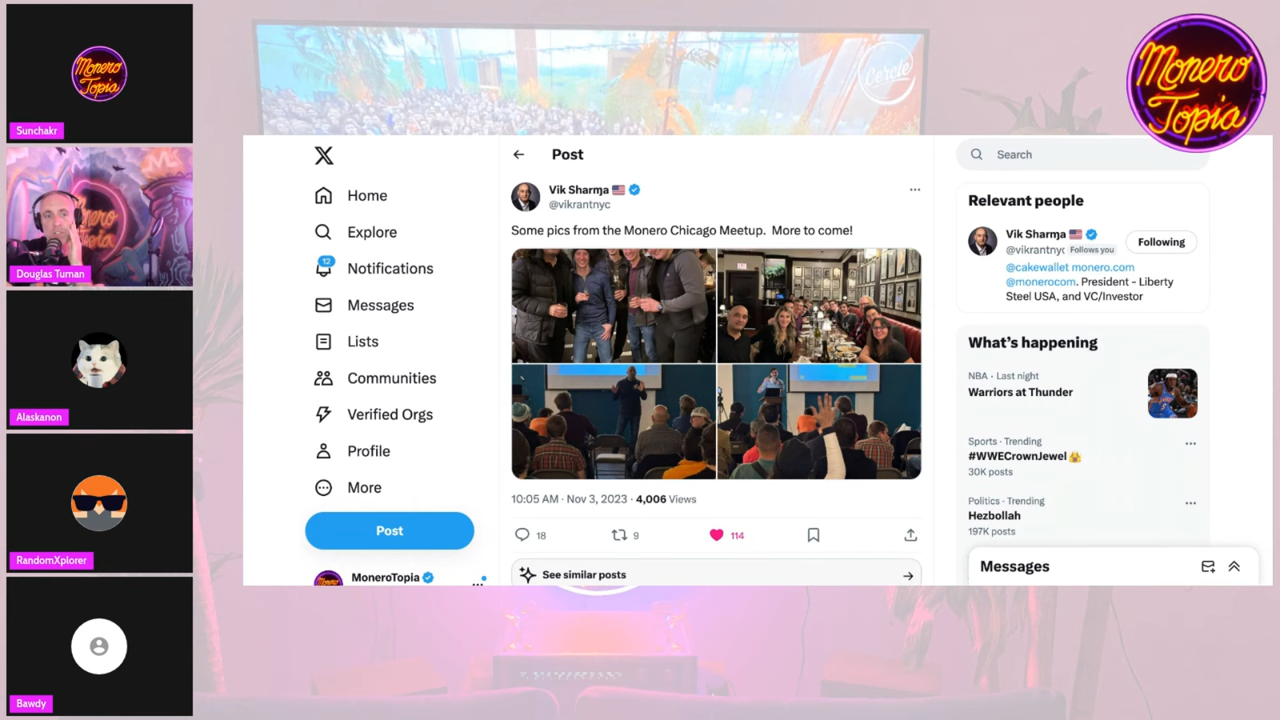 Sunchakr
Douglas Tuman
Alaskanon
RandomXplorer
Bawdy
Monero
Topia
Monero
Topia
Cercle
Home
Explore
12
Notifications
Messages
Lists
Communities
Verified Orgs
Profile
More
Post
MoneroTopia
Post
Vik Sharma 🇺🇸
@vikrantnyc
Some pics from the Monero Chicago Meetup. More to come!
10:05 AM · Nov 3, 2023 · 4,006 Views
18
9
114
See similar posts
Search
Relevant people
Vik Sharma 🇺🇸
@vikrantnyc Follows you
Following
@cakewallet monero.com
@monerocom. President - Liberty
Steel USA, and VC/Investor
What's happening
NBA · Last night
Warriors at Thunder
Sports · Trending
#WWECrownJewel
30K posts
Politics · Trending
Hezbollah
197K posts
Messages